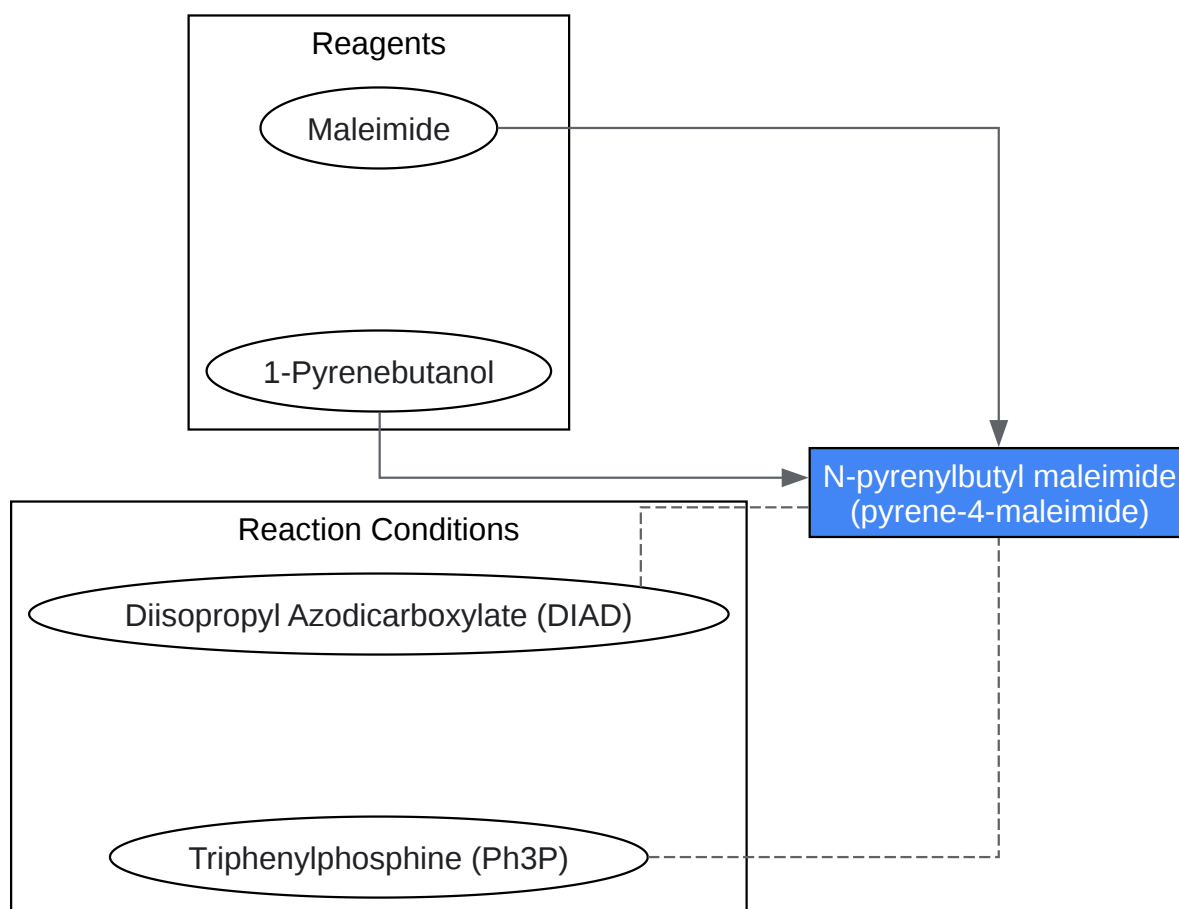 Reagents
Maleimide
1-Pyrenebutanol
N-pyrenylbutyl maleimide
(pyrene-4-maleimide)
Reaction Conditions
Diisopropyl Azodicarboxylate (DIAD)
Triphenylphosphine (Ph3P)